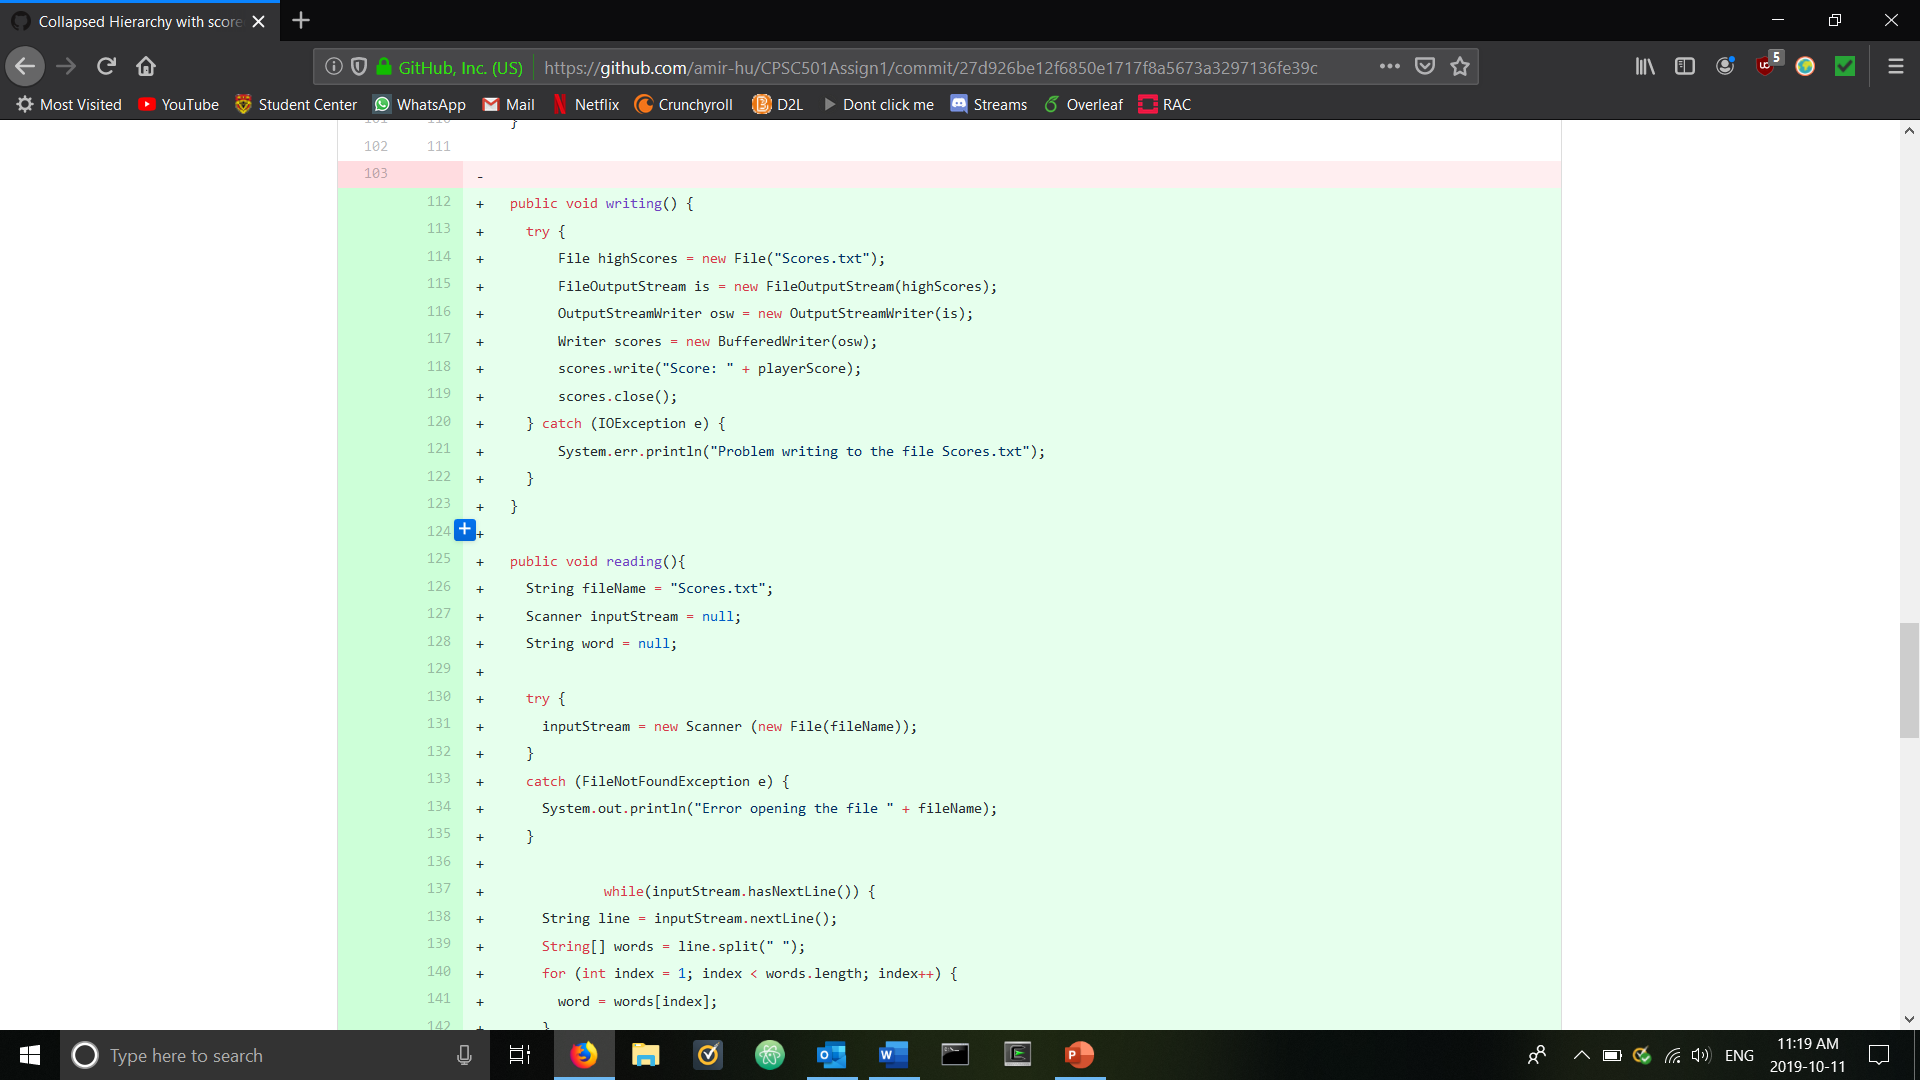 Collapsed Hierarchy with score
GitHub, Inc. (US) https://github.com/amir-hu/CPSC501Assign1/commit/27d926be12f6850e1717f8a5673a3297136fe39c 5
Most Visited YouTube Student Center WhatsApp Mail Netflix Crunchyroll D2L Dont click me Streams Overleaf RAC
101 110 }
102 111
103 -
112 + public void writing() {
113 + try {
114 + File highScores = new File("Scores.txt");
115 + FileOutputStream is = new FileOutputStream(highScores);
116 + OutputStreamWriter osw = new OutputStreamWriter(is);
117 + Writer scores = new BufferedWriter(osw);
118 + scores.write("Score: " + playerScore);
119 + scores.close();
120 + } catch (IOException e) {
121 + System.err.println("Problem writing to the file Scores.txt");
122 + }
123 + }
124 +
125 + public void reading(){
126 + String fileName = "Scores.txt";
127 + Scanner inputStream = null;
128 + String word = null;
129 +
130 + try {
131 + inputStream = new Scanner (new File(fileName));
132 + }
133 + catch (FileNotFoundException e) {
134 + System.out.println("Error opening the file " + fileName);
135 + }
136 +
137 + while(inputStream.hasNextLine()) {
138 + String line = inputStream.nextLine();
139 + String[] words = line.split(" ");
140 + for (int index = 1; index < words.length; index++) {
141 + word = words[index];
142 + }
Type here to search
ENG
11:19 AM
2019-10-11